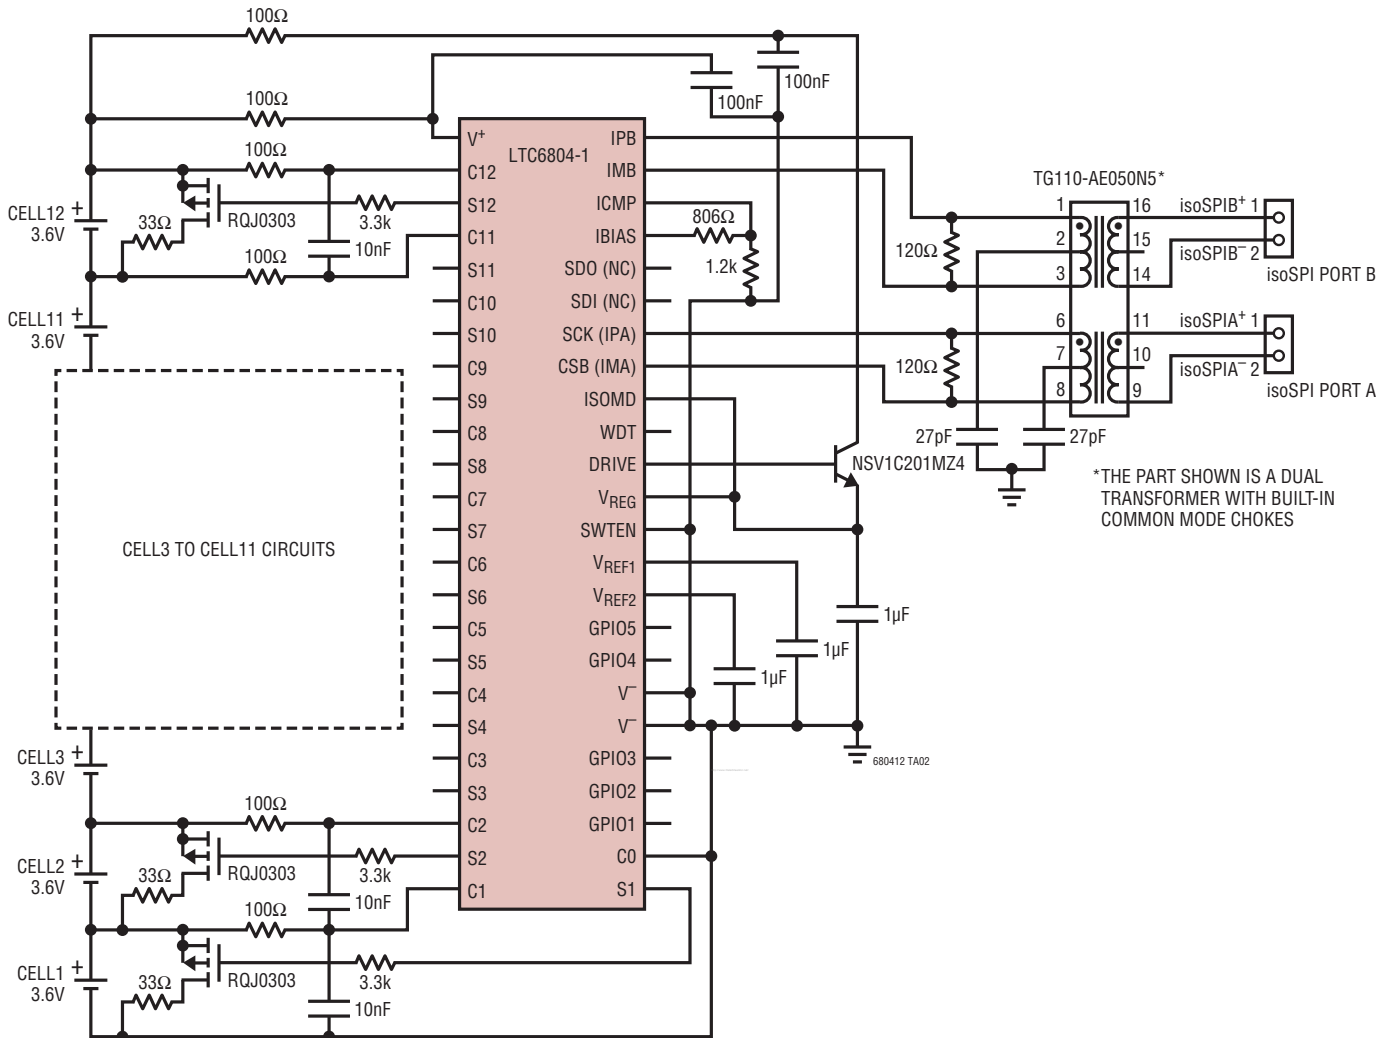 100Ω
100nF
100nF
100Ω
V+
LTC6804-1
IPB
100Ω
C12
IMB
TG110-AE050N5*
CELL12 +
3.6V
33Ω
RQJ0303
3.3k
10nF
S12
ICMP
806Ω
C11
IBIAS
1.2k
100Ω
S11
SDO (NC)
C10
SDI (NC)
CELL11 +
3.6V
S10
SCK (IPA)
C9
CSB (IMA)
S9
ISOMD
C8
WDT
S8
DRIVE
NSV1C201MZ4
C7
VREG
S7
SWTEN
C6
VREF1
S6
VREF2
C5
GPIO5
S5
GPIO4
C4
V–
S4
V–
C3
GPIO3
S3
GPIO2
C2
GPIO1
S2
C0
C1
S1
120Ω
1
2
3
16
15
14
isoSPIB+ 1
isoSPIB– 2
isoSPI PORT B
120Ω
6
7
8
11
10
9
isoSPIA+ 1
isoSPIA– 2
isoSPI PORT A
27pF
27pF
*THE PART SHOWN IS A DUAL
TRANSFORMER WITH BUILT-IN
COMMON MODE CHOKES
CELL3 TO CELL11 CIRCUITS
1µF
1µF
1µF
680412 TA02
CELL3 +
3.6V
100Ω
CELL2 +
3.6V
33Ω
RQJ0303
3.3k
10nF
100Ω
CELL1 +
3.6V
33Ω
RQJ0303
3.3k
10nF